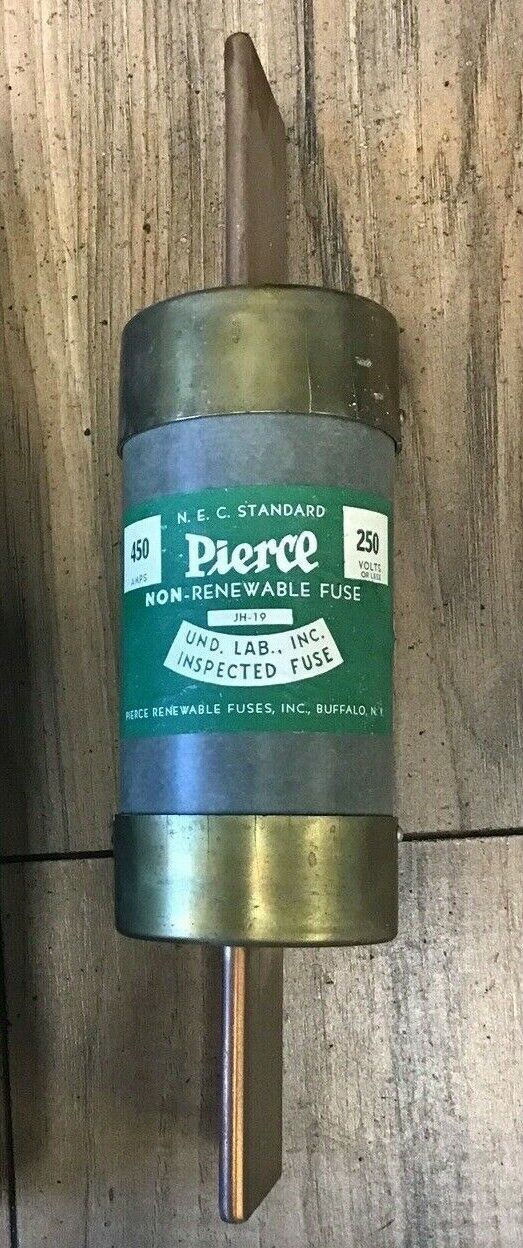 N. E. C. STANDARD
450
AMPS
Pierce
250
VOLTS
OR LESS
NON-RENEWABLE FUSE
JH-19
UND. LAB., INC.
INSPECTED FUSE
PIERCE RENEWABLE FUSES, INC., BUFFALO, N. Y.